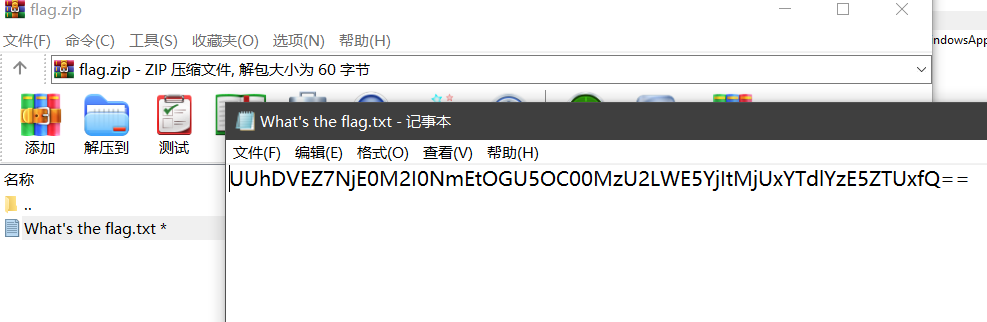 flag.zip
文件(F) 命令(C) 工具(S) 收藏夹(O) 选项(N) 帮助(H)
ndowsApp
flag.zip - ZIP 压缩文件, 解包大小为 60 字节
添加 解压到 测试
What's the flag.txt - 记事本
文件(F) 编辑(E) 格式(O) 查看(V) 帮助(H)
UUhDVEZ7NjE0M2I0NmEtOGU5OC00MzU2LWE5YjItMjUxYTdlYzE5ZTUxfQ==
名称
..
What's the flag.txt *